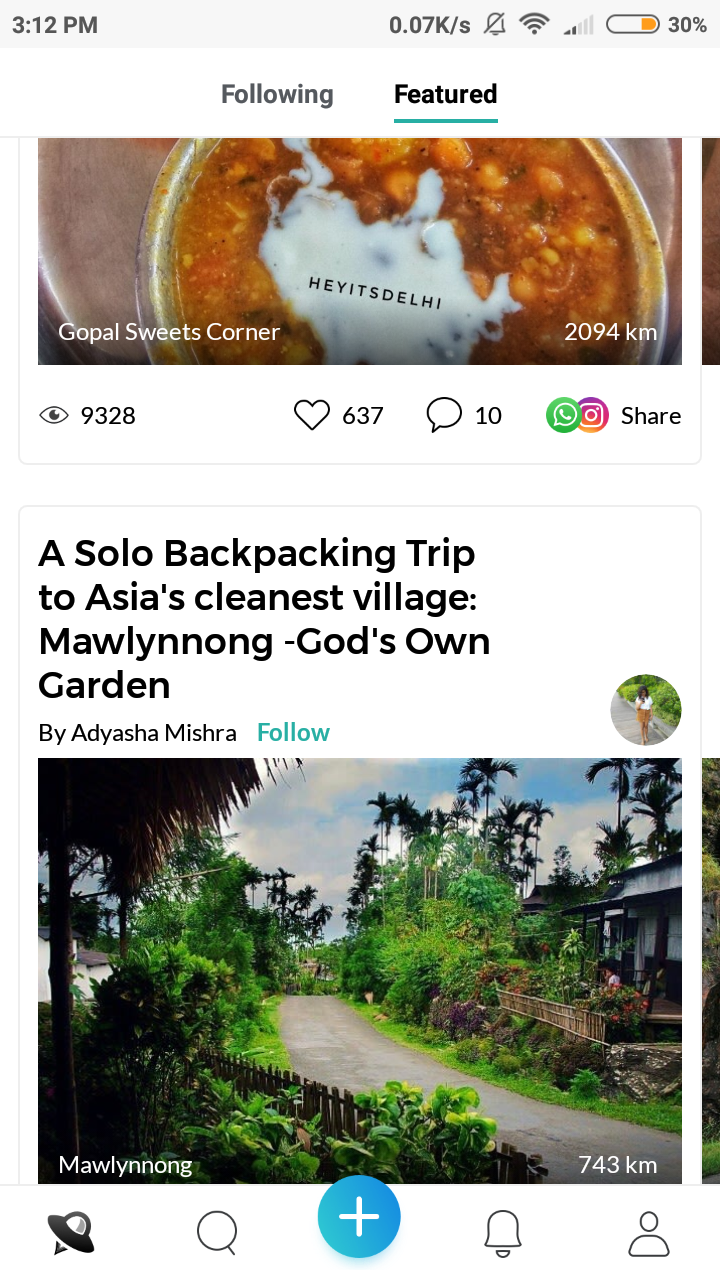 3:12 PM 0.07K/s 30%
Following Featured
HEYITSDELHI
Gopal Sweets Corner 2094 km
9328 637 10 Share
A Solo Backpacking Trip
to Asia's cleanest village:
Mawlynnong -God's Own
Garden
By Adyasha Mishra Follow
Mawlynnong 743 km